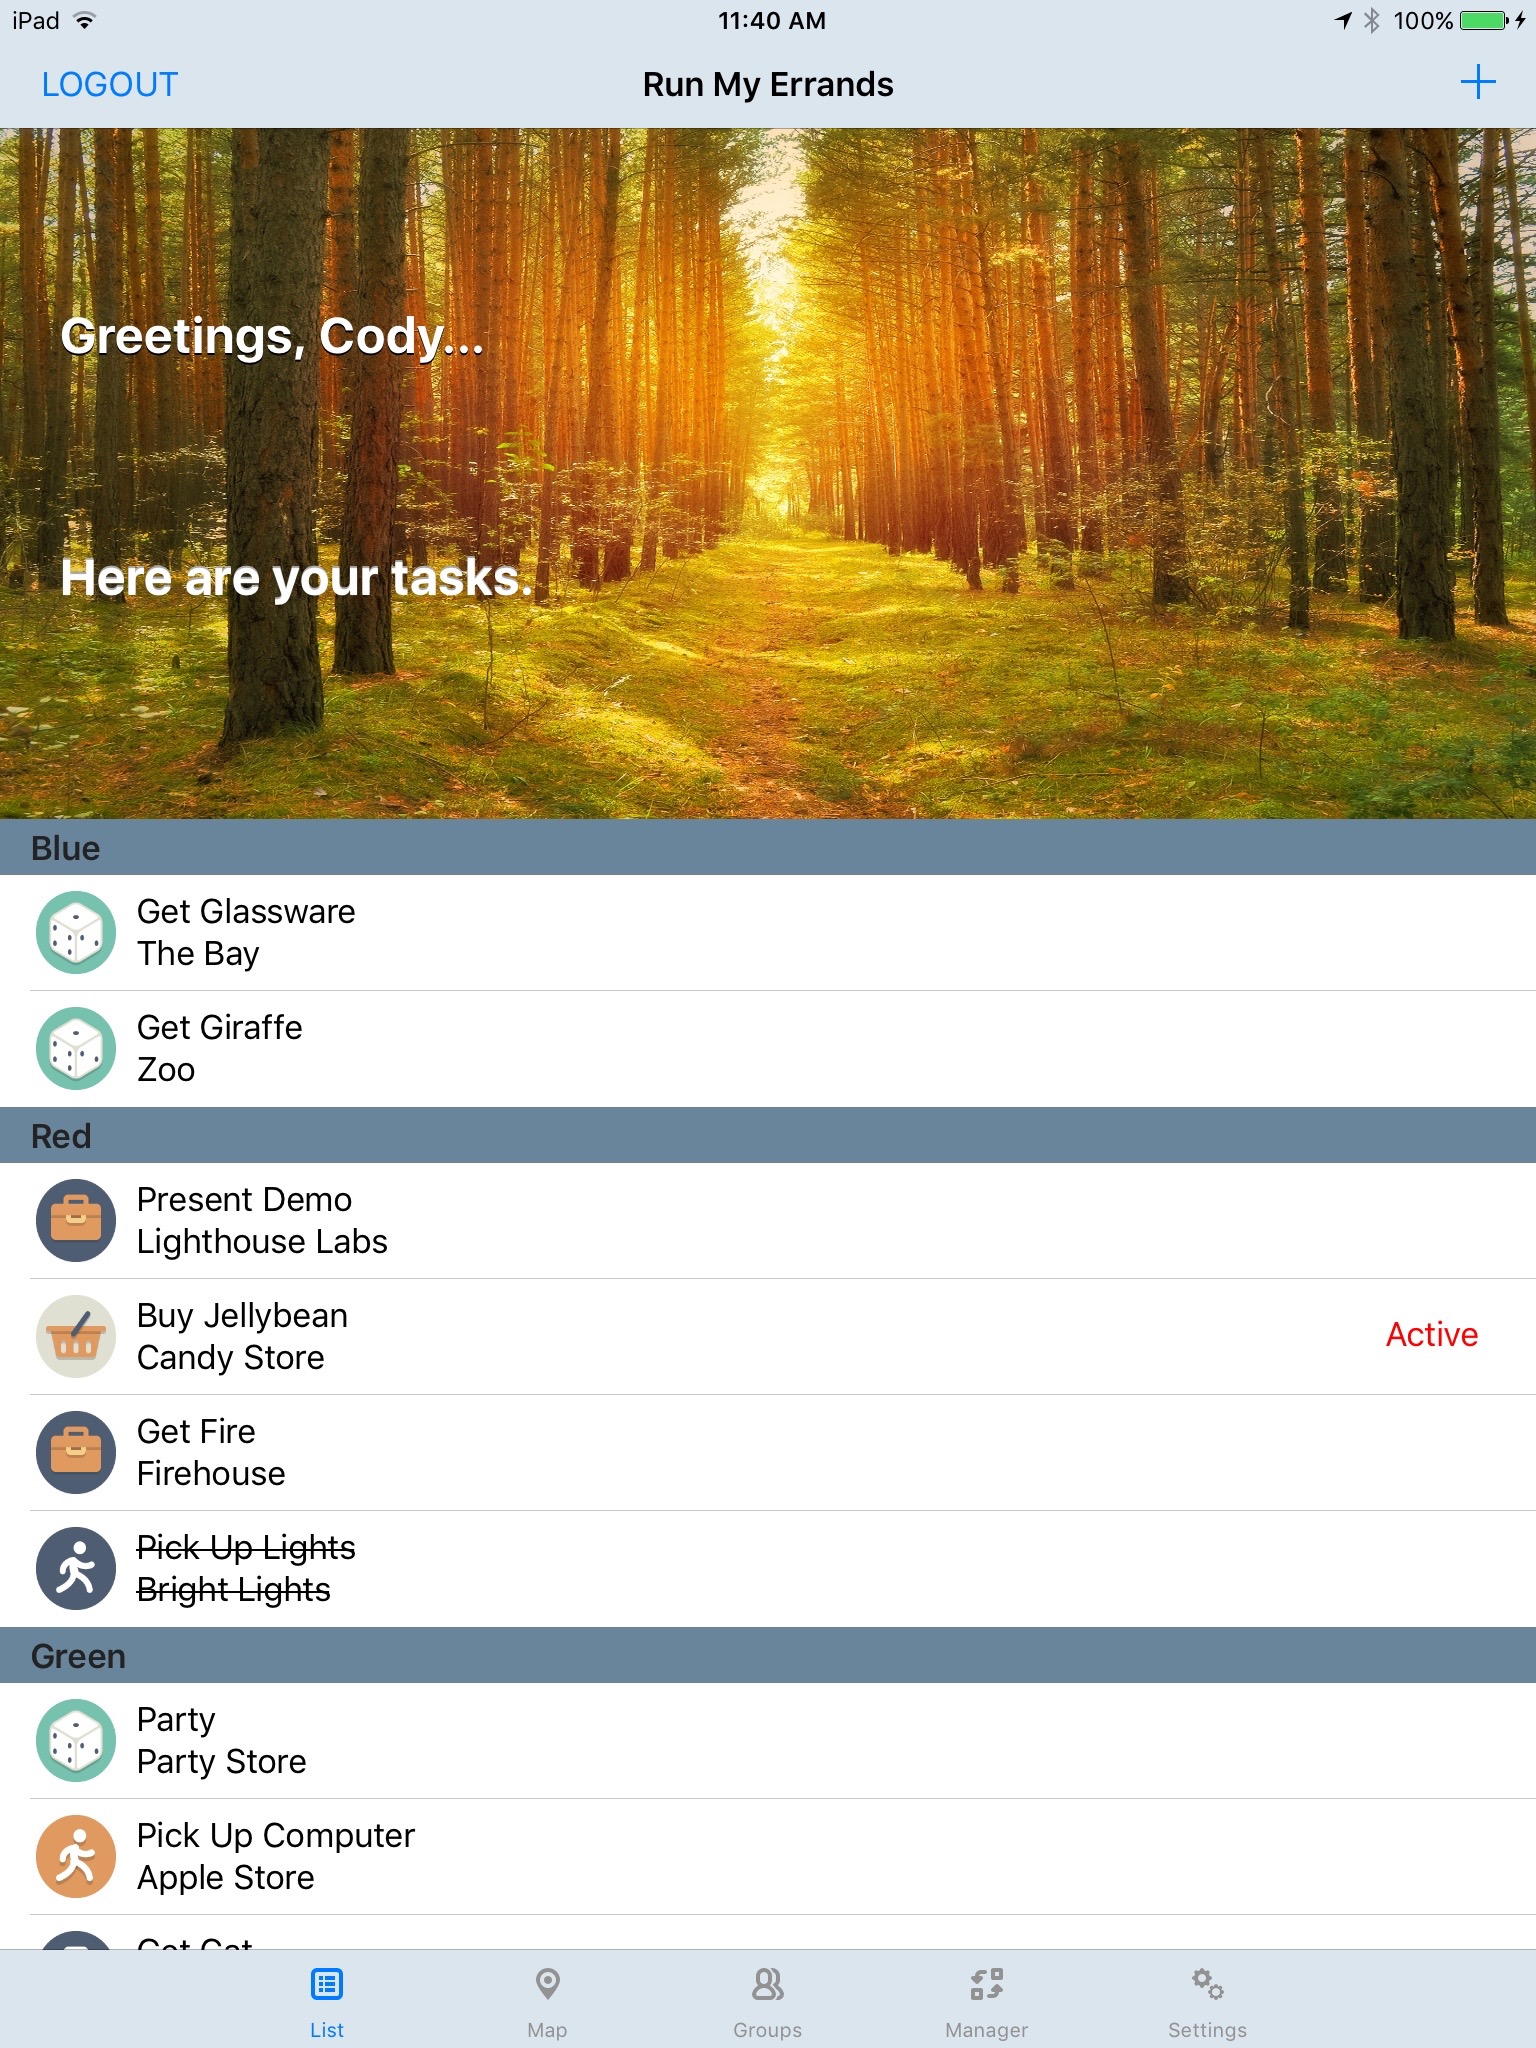 iPad 11:40 AM 100%
LOGOUT Run My Errands +
Greetings, Cody...
Here are your tasks.
Blue
Get Glassware
The Bay
Get Giraffe
Zoo
Red
Present Demo
Lighthouse Labs
Buy Jellybean
Candy Store
Active
Get Fire
Firehouse
Pick Up Lights
Bright Lights
Green
Party
Party Store
Pick Up Computer
Apple Store
Get Cat
List Map Groups Manager Settings